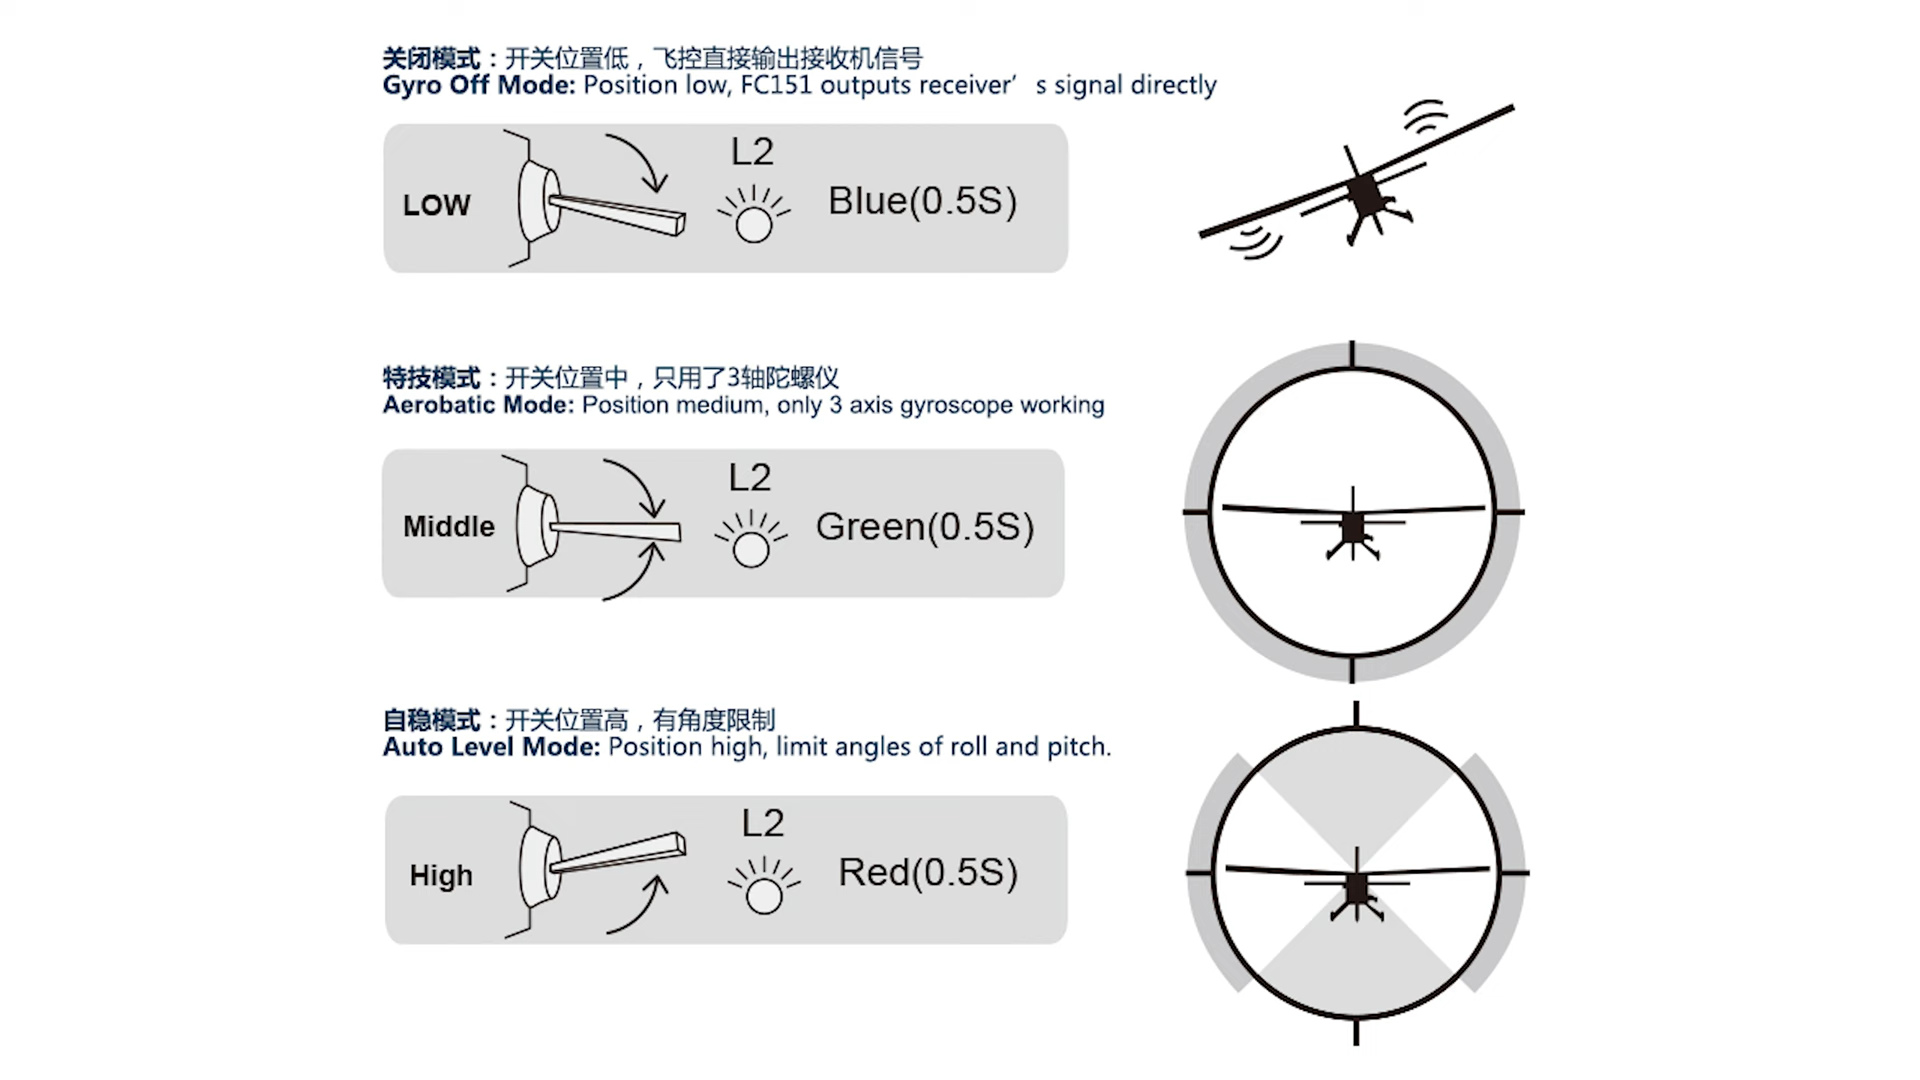 关闭模式：开关位置低，飞控直接输出接收机信号
Gyro Off Mode: Position low, FC151 outputs receiver’ s signal directly
LOW
L2
Blue(0.5S)
特技模式：开关位置中，只用了3轴陀螺仪
Aerobatic Mode: Position medium, only 3 axis gyroscope working
Middle
L2
Green(0.5S)
自稳模式：开关位置高，有角度限制
Auto Level Mode: Position high, limit angles of roll and pitch.
High
L2
Red(0.5S)